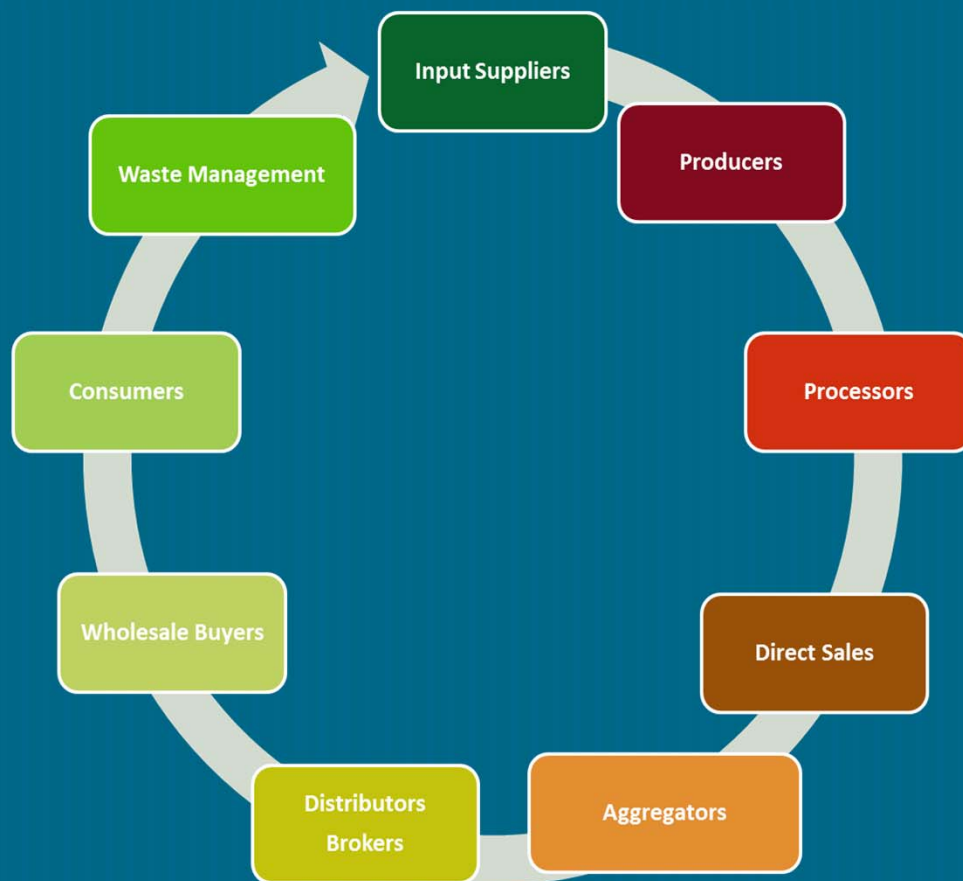 Input Suppliers
Producers
Processors
Direct Sales
Aggregators
Distributors
Brokers
Wholesale Buyers
Consumers
Waste Management